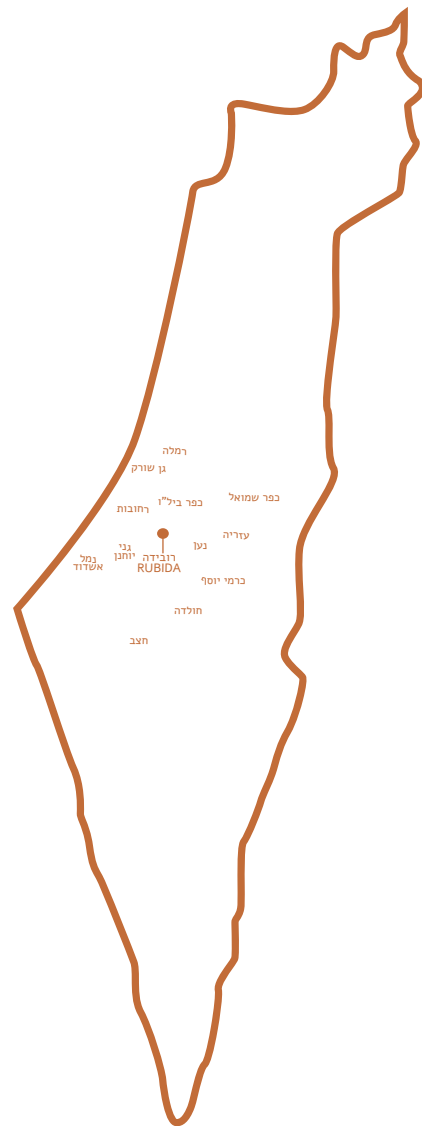 רמלה
גן שורק
כפר שמואל
כפר ביל"ו
רחובות
עזריה
נען
גני
יוחנן
נמל
אשדוד
רובידה
RUBIDA
כרמי יוסף
חולדה
חצב